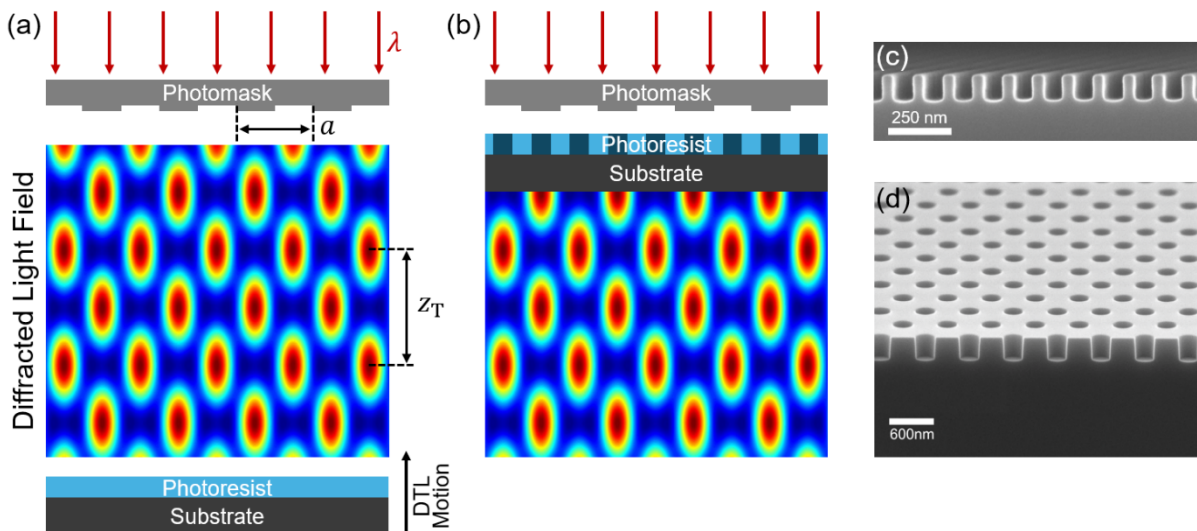 (a)
λ
Photomask
a
Diffracted Light Field
z_T
Photoresist
Substrate
DTL
Motion
(b)
Photomask
Photoresist
Substrate
(c)
250 nm
(d)
600nm